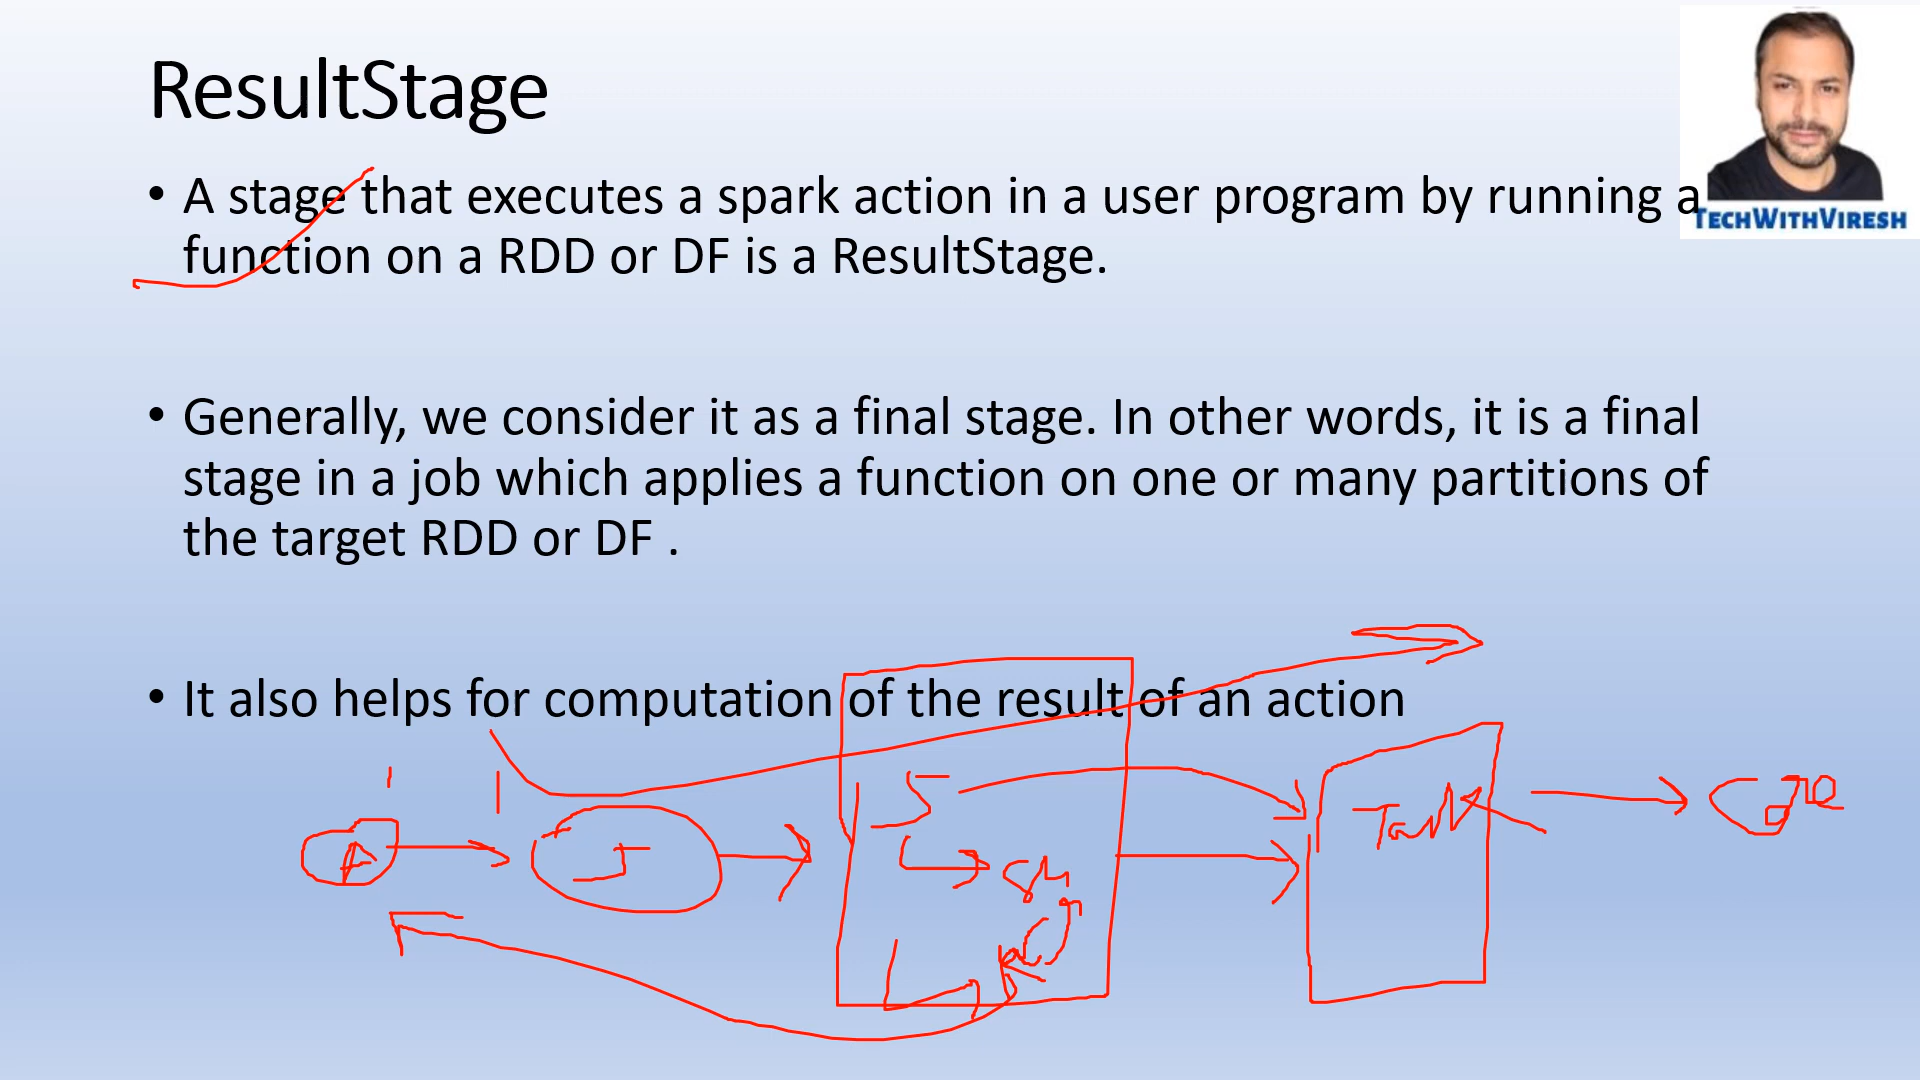 ResultStage
• A stage that executes a spark action in a user program by running a
function on a RDD or DF is a ResultStage.
TECHWITHVIRESH
• Generally, we consider it as a final stage. In other words, it is a final
stage in a job which applies a function on one or many partitions of
the target RDD or DF .
• It also helps for computation of the result of an action
A
J
S
Task